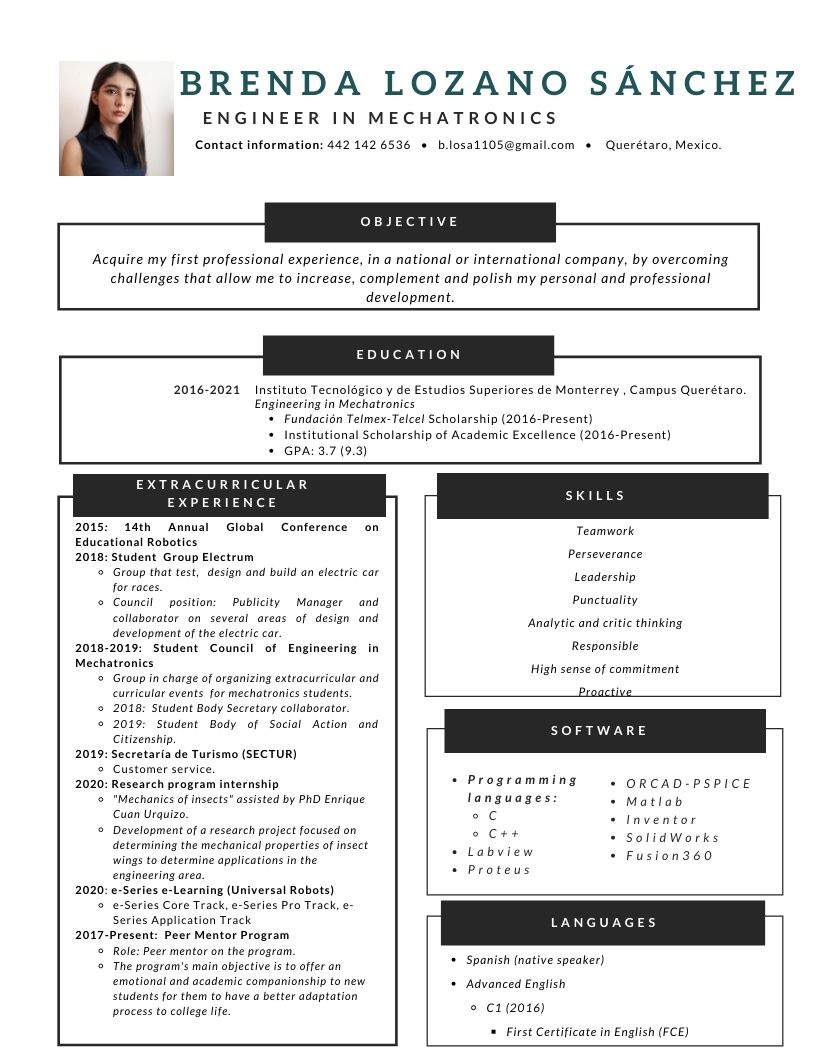 BRENDA LOZANO SÁNCHEZ
ENGINEER IN MECHATRONICS
Contact information: 442 142 6536 • b.losa1105@gmail.com • Querétaro, Mexico.
OBJECTIVE
Acquire my first professional experience, in a national or international company, by overcoming
challenges that allow me to increase, complement and polish my personal and professional
development.
EDUCATION
2016-2021 Instituto Tecnológico y de Estudios Superiores de Monterrey , Campus Querétaro.
Engineering in Mechatronics
• Fundación Telmex-Telcel Scholarship (2016-Present)
• Institutional Scholarship of Academic Excellence (2016-Present)
• GPA: 3.7 (9.3)
EXTRACURRICULAR
EXPERIENCE
2015: 14th Annual Global Conference on
Educational Robotics
2018: Student Group Electrum
◦ Group that test, design and build an electric car
for races.
◦ Council position: Publicity Manager and
collaborator on several areas of design and
development of the electric car.
2018-2019: Student Council of Engineering in
Mechatronics
◦ Group in charge of organizing extracurricular and
curricular events for mechatronics students.
◦ 2018: Student Body Secretary collaborator.
◦ 2019: Student Body of Social Action and
Citizenship.
2019: Secretaría de Turismo (SECTUR)
◦ Customer service.
2020: Research program internship
◦ "Mechanics of insects" assisted by PhD Enrique
Cuan Urquizo.
◦ Development of a research project focused on
determining the mechanical properties of insect
wings to determine applications in the
engineering area.
2020: e-Series e-Learning (Universal Robots)
◦ e-Series Core Track, e-Series Pro Track, e-
Series Application Track
2017-Present: Peer Mentor Program
◦ Role: Peer mentor on the program.
◦ The program's main objective is to offer an
emotional and academic companionship to new
students for them to have a better adaptation
process to college life.
SKILLS
Teamwork
Perseverance
Leadership
Punctuality
Analytic and critic thinking
Responsible
High sense of commitment
Proactive
SOFTWARE
• Programming
languages:
◦ C
◦ C++
• Labview
• Proteus
• ORCAD-PSPICE
• Matlab
• Inventor
• SolidWorks
• Fusion360
LANGUAGES
• Spanish (native speaker)
• Advanced English
◦ C1 (2016)
▪ First Certificate in English (FCE)